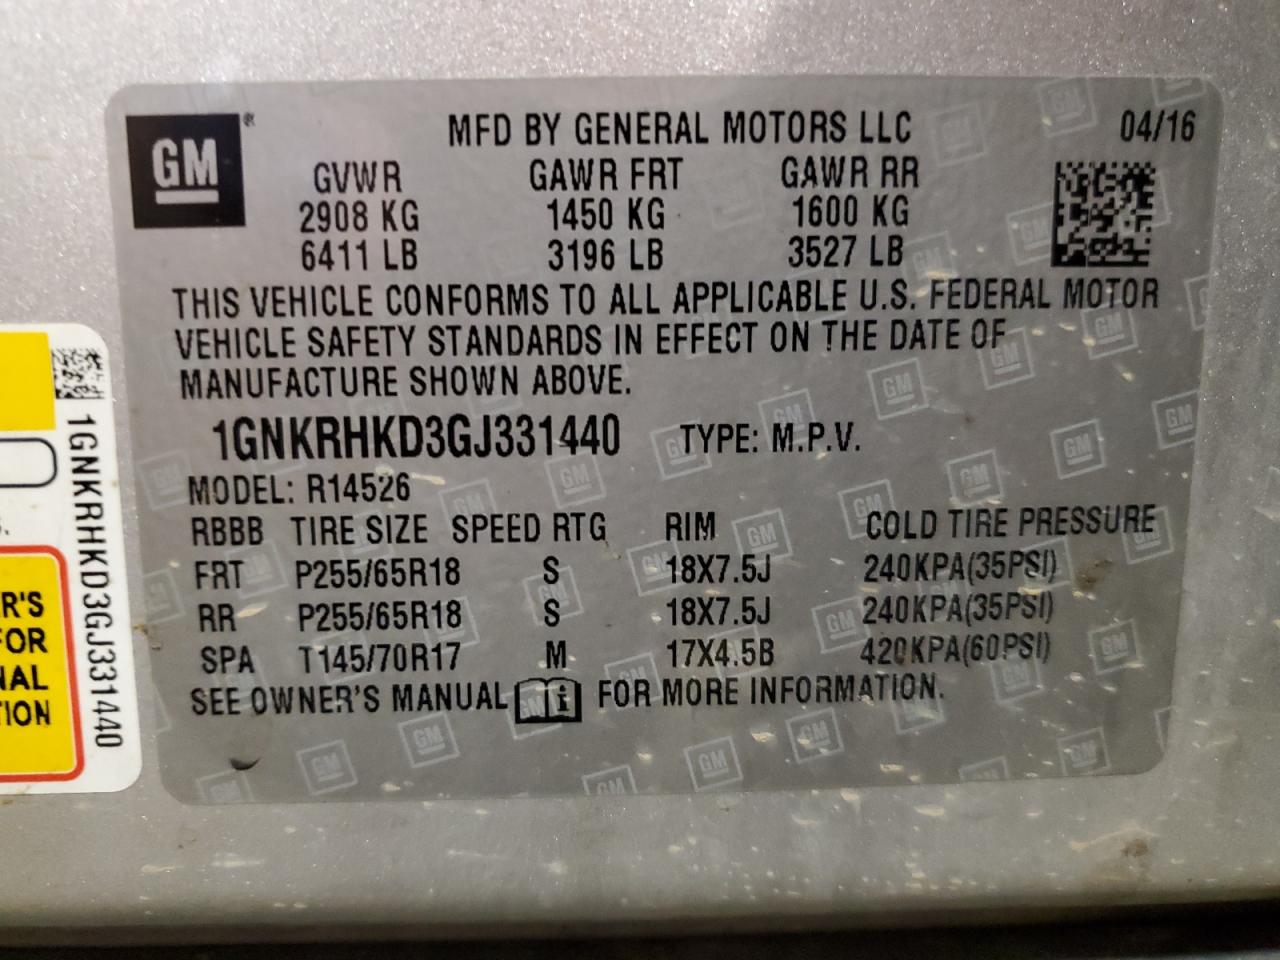 GM
MFD BY GENERAL MOTORS LLC 04/16
GVWR GAWR FRT GAWR RR
2908 KG 1450 KG 1600 KG
6411 LB 3196 LB 3527 LB
THIS VEHICLE CONFORMS TO ALL APPLICABLE U.S. FEDERAL MOTOR
VEHICLE SAFETY STANDARDS IN EFFECT ON THE DATE OF
MANUFACTURE SHOWN ABOVE.
1GNKRHKD3GJ331440 TYPE: M.P.V.
MODEL: R14526
RBBB TIRE SIZE SPEED RTG RIM COLD TIRE PRESSURE
FRT P255/65R18 S 18X7.5J 240KPA(35PSI)
RR P255/65R18 S 18X7.5J 240KPA(35PSI)
SPA T145/70R17 M 17X4.5B 420KPA(60PSI)
SEE OWNER'S MANUAL i FOR MORE INFORMATION.
1GNKRHKD3GJ331440
R'S
FOR
NAL
TION